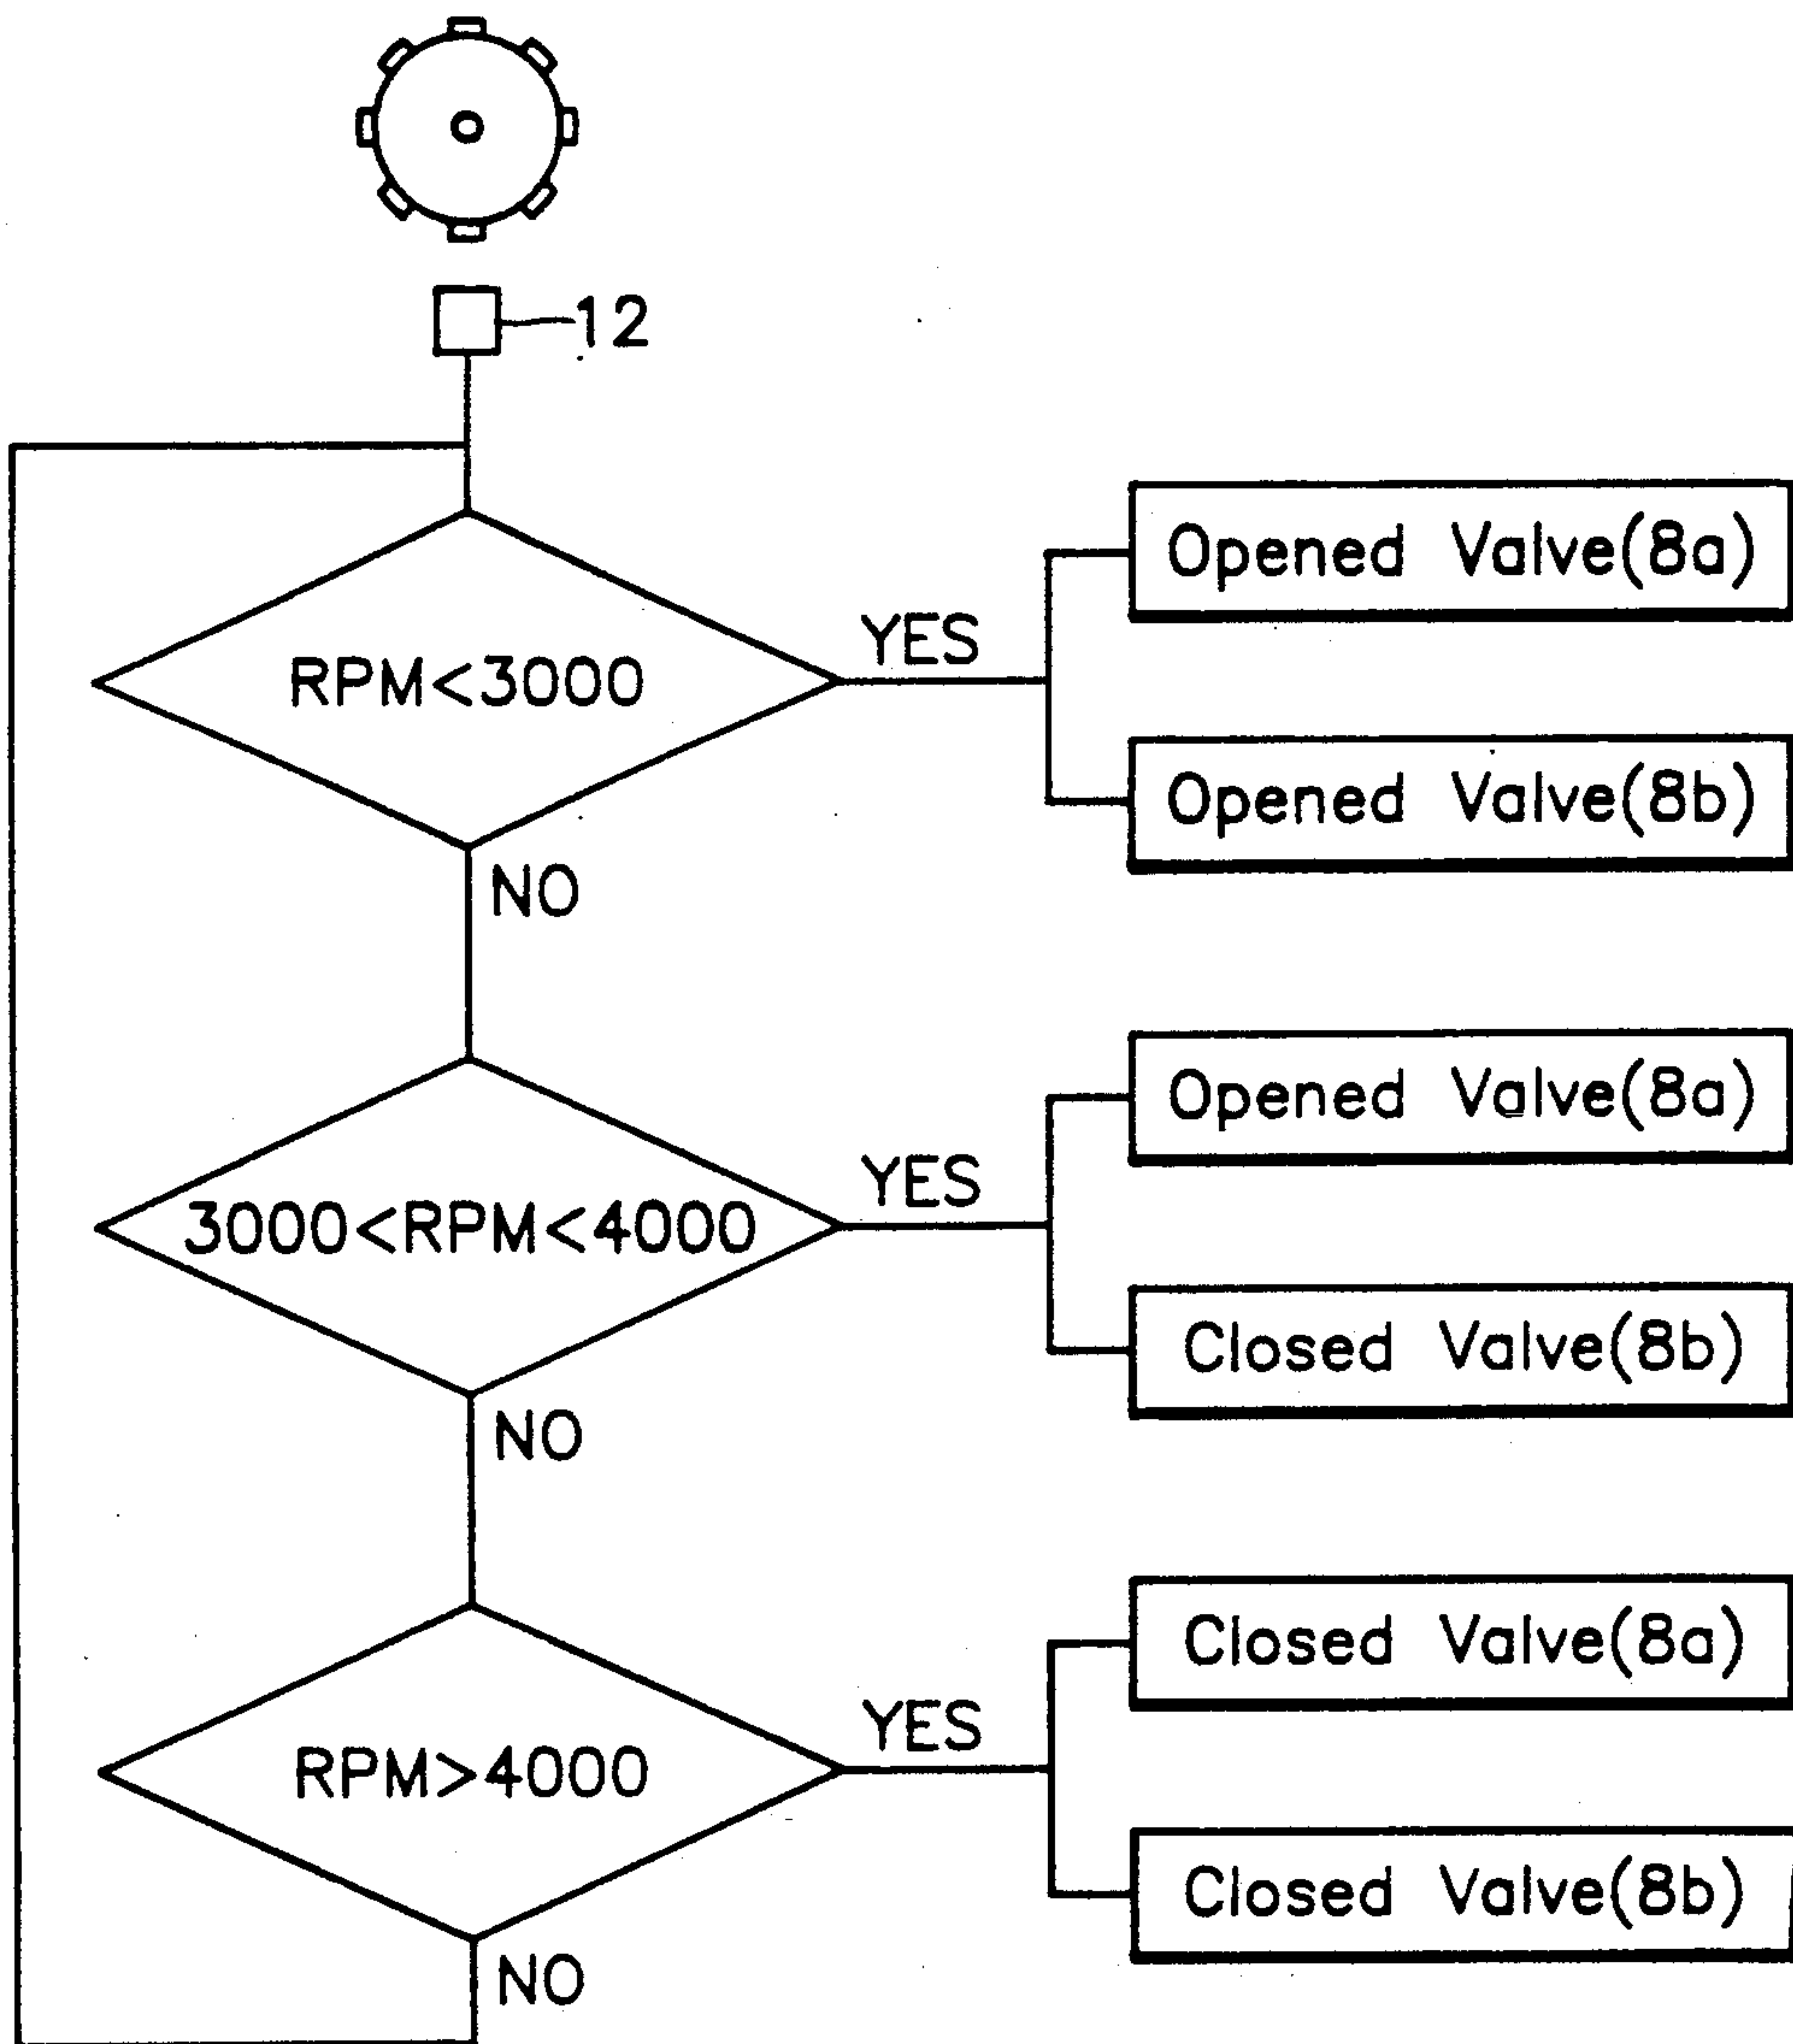 12
RPM<3000
YES
Opened Valve(8a)
Opened Valve(8b)
NO
3000<RPM<4000
YES
Opened Valve(8a)
Closed Valve(8b)
NO
RPM>4000
YES
Closed Valve(8a)
Closed Valve(8b)
NO